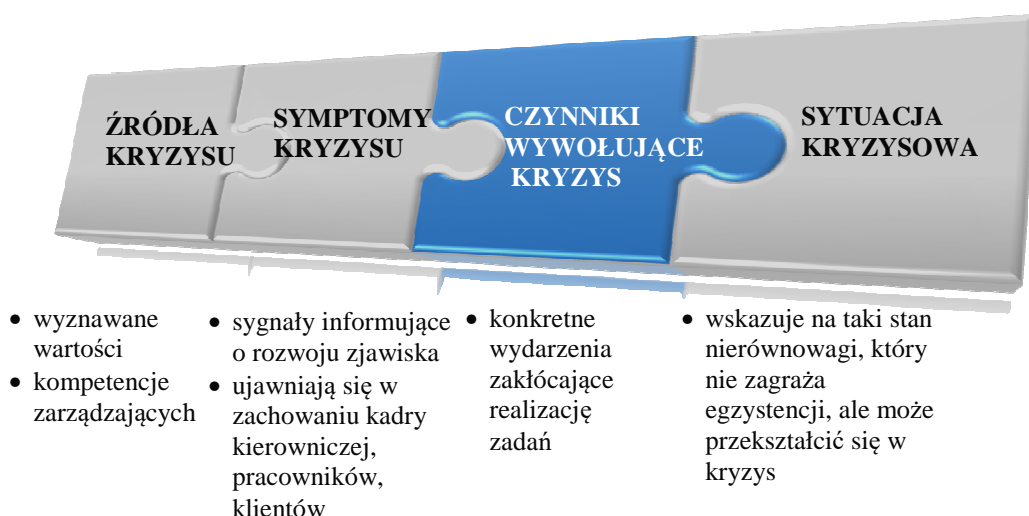 ŹRÓDŁA
KRYZYSU
SYMPTOMY
KRYZYSU
CZYNNIKI
WYWOŁUJĄCE
KRYZYS
SYTUACJA
KRYZYSOWA
• wyznawane
wartości
• kompetencje
zarządzających
• sygnały informujące
o rozwoju zjawiska
• ujawniają się w
zachowaniu kadry
kierowniczej,
pracowników,
klientów
• konkretne
wydarzenia
zakłócające
realizację
zadań
• wskazuje na taki stan
nierównowagi, który
nie zagraża
egzystencji, ale może
przekształcić się w
kryzys